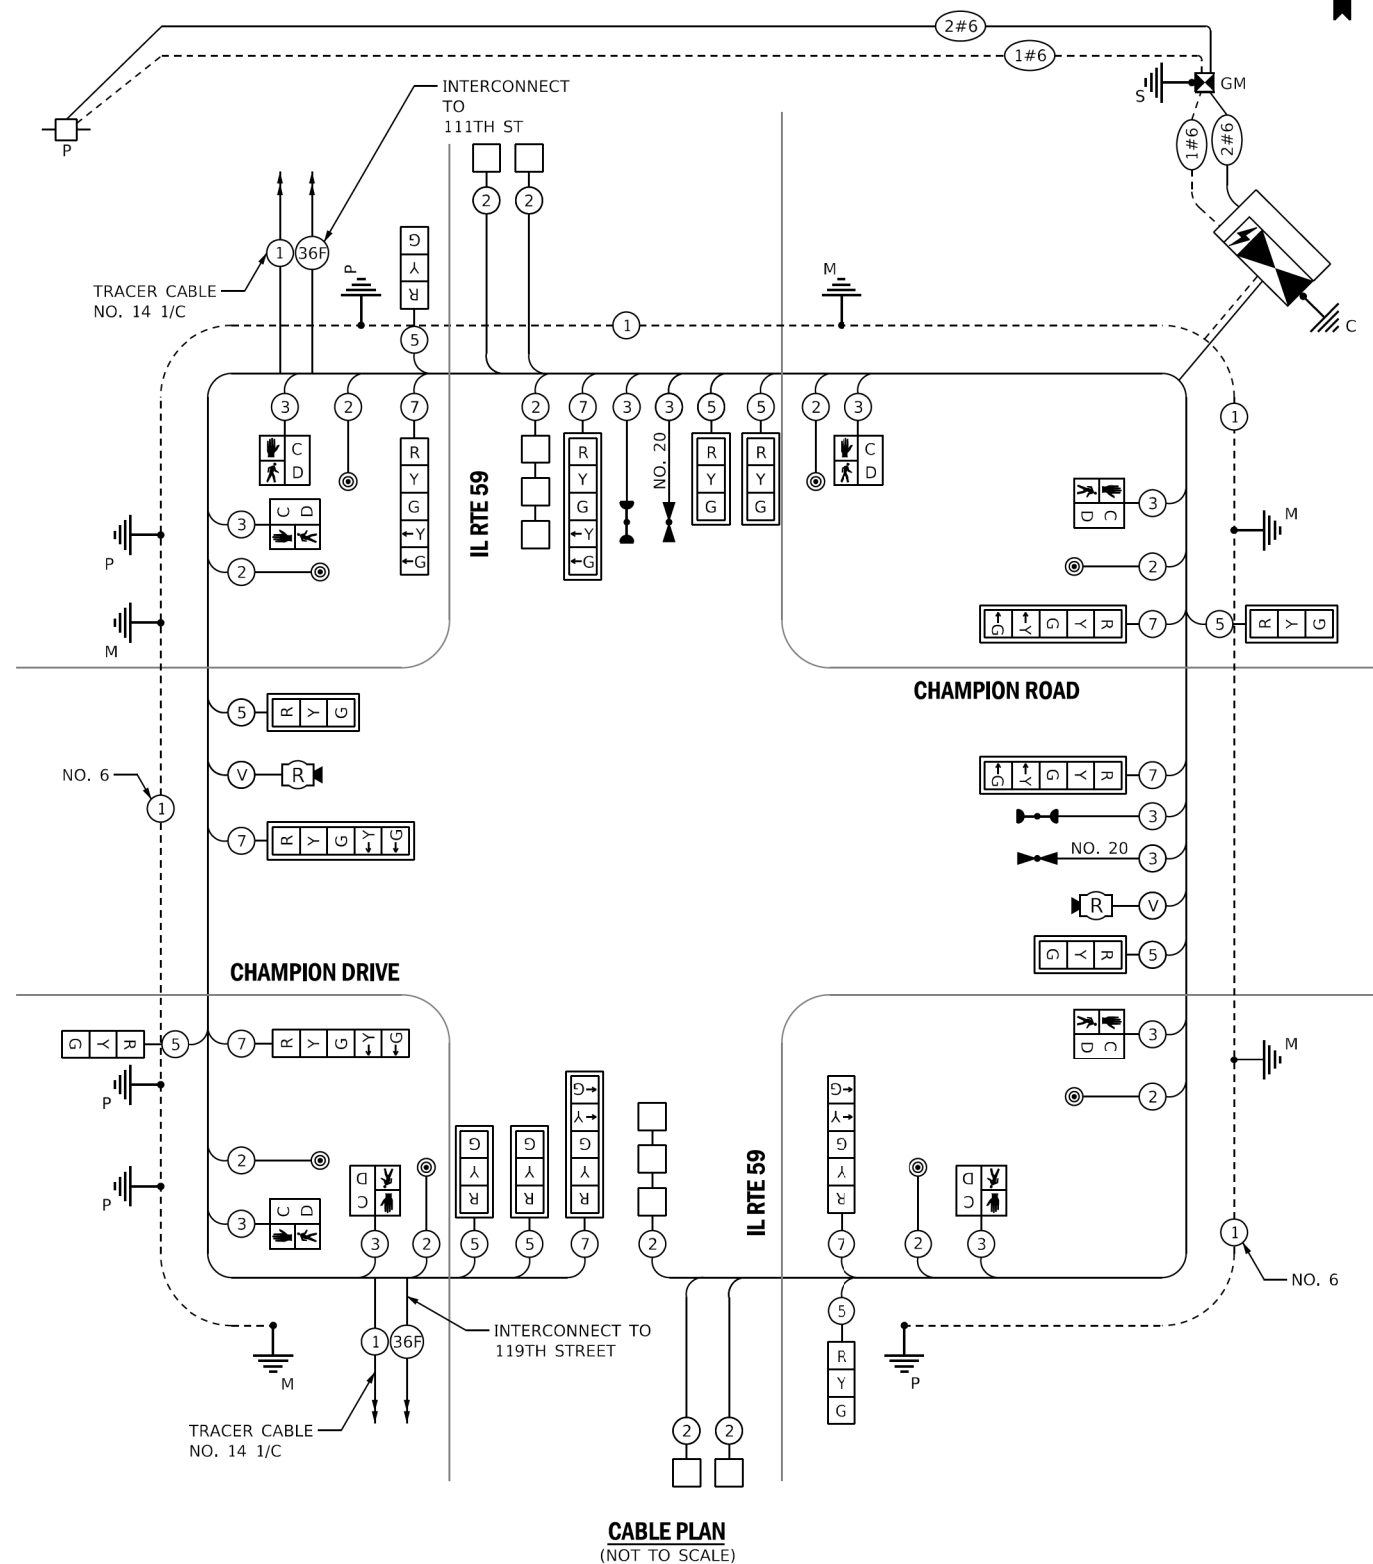 2#6
1#6
INTERCONNECT
TO
111TH ST
S
GM
P
1#6
2#6
2
2
1
36F
G
Y
R
P
M
TRACER CABLE
NO. 14 1/C
5
1
C
3
2
7
2
7
3
3
5
5
2
3
1
C
D
R
Y
G
Y
G
IL RTE 59
R
Y
G
Y
G
NO. 20
R
Y
G
R
Y
G
C
D
3
C D
2
P
M
D C
3
2
M
G Y G Y R
7
5
R Y G
CHAMPION ROAD
5
R Y G
V
R
NO. 6
1
7
R Y G Y G
G Y G Y R
7
3
NO. 20
3
R
V
G Y R
5
CHAMPION DRIVE
G Y R
5
7
R Y G Y G
P
D C
3
M
2
2
P
3
C D
D
C
3
2
G
Y
R
5
G
Y
R
5
G
Y
G
Y
R
7
2
IL RTE 59
G
Y
G
Y
R
7
2
D
C
3
1
NO. 6
5
1
36F
INTERCONNECT TO
119TH STREET
M
R
Y
G
P
TRACER CABLE
NO. 14 1/C
2
2
CABLE PLAN
(NOT TO SCALE)